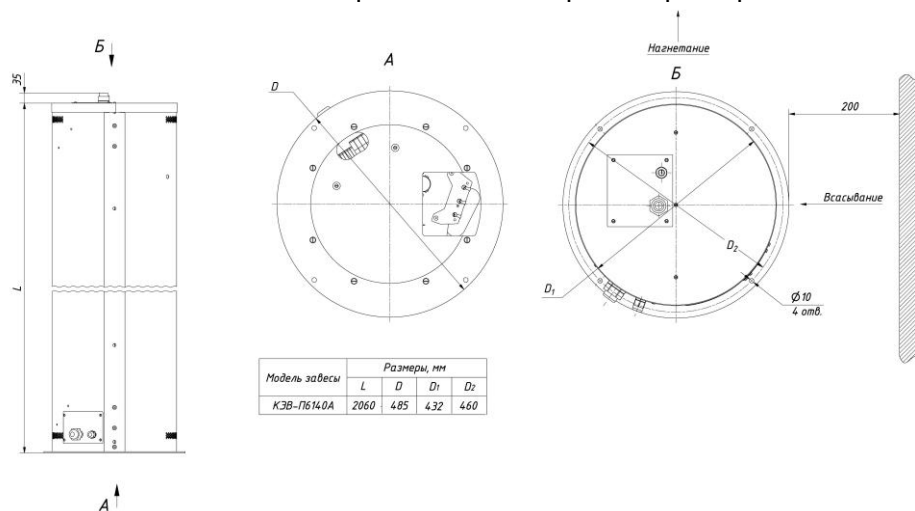 Нагнетание
Б
А
Б
35
D
200
Всасывание
L
D₂
D₁
Ø10
4 отв.
Модель завесы
Размеры, мм
L D D₁ D₂
КЭВ-П6140А 2060 485 432 460
А